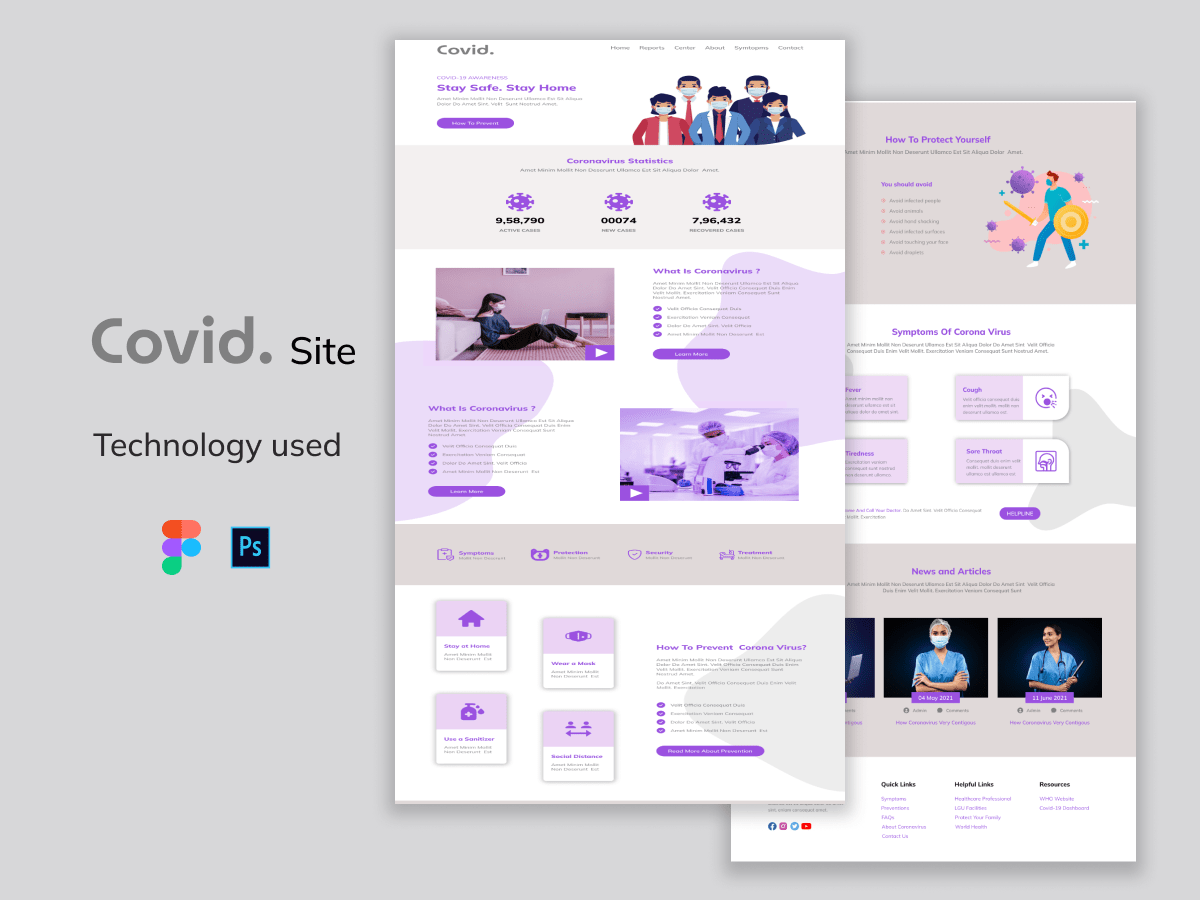 Covid. Site
Technology used
Ps
Covid.
Home Reports Center About Symtopms Contact
COVID-19 AWARENESS
Stay Safe. Stay Home
Amet Minim Mollit Non Deserunt Ullamco Est Sit Aliqua
Dolor Do Amet Sint. Velit Sunt Nostrud Amet.
How To Prevent
Coronavirus Statistics
Amet Minim Mollit Non Deserunt Ullamco Est Sit Aliqua Dolor Amet.
9,58,790 00074 7,96,432
ACTIVE CASES NEW CASES RECOVERED CASES
What Is Coronavirus ?
Amet Minim Mollit Non Deserunt Ullamco Est Sit Aliqua
Dolor Do Amet Sint. Velit Officia Consequat Duis Enim
Velit Mollit. Exercitation Veniam Consequat Sunt
Nostrud Amet.
Velit Officia Consequat Duis
Exercitation Veniam Consequat
Dolor Do Amet Sint. Velit Officia
Amet Minim Mollit Non Deserunt Est
Learn More
What Is Coronavirus ?
Amet Minim Mollit Non Deserunt Ullamco Est Sit Aliqua
Dolor Do Amet Sint. Velit Officia Consequat Duis Enim
Velit Mollit. Exercitation Veniam Consequat Sunt
Nostrud Amet.
Velit Officia Consequat Duis
Exercitation Veniam Consequat
Dolor Do Amet Sint. Velit Officia
Amet Minim Mollit Non Deserunt Est
Learn More
Symptoms Protection Security Treatment
Mollit Non Deserunt Mollit Non Deserunt Mollit Non Deserunt Mollit Non Deserunt
Stay at Home
Amet Minim Mollit
Non Deserunt Est
Wear a Mask
Amet Minim Mollit
Non Deserunt Est
Use a Sanitizer
Amet Minim Mollit
Non Deserunt Est
Social Distance
Amet Minim Mollit
Non Deserunt Est
How To Prevent Corona Virus?
Amet Minim Mollit Non Deserunt Ullamco Est Sit Aliqua
Dolor Do Amet Sint. Velit Officia Consequat Duis Enim
Velit Mollit. Exercitation Veniam Consequat Sunt
Nostrud Amet.
Do Amet Sint. Velit Officia Consequat Duis Enim Velit
Mollit. Exercitation
Velit Officia Consequat Duis
Exercitation Veniam Consequat
Dolor Do Amet Sint. Velit Officia
Amet Minim Mollit Non Deserunt Est
Read More About Prevention
How To Protect Yourself
Amet Minim Mollit Non Deserunt Ullamco Est Sit Aliqua Dolor Amet.
You should avoid
Avoid infected people
Avoid animals
Avoid hand shaking
Avoid infected surfaces
Avoid touching your face
Avoid droplets
Symptoms Of Corona Virus
Amet Minim Mollit Non Deserunt Ullamco Est Sit Aliqua Dolor Do Amet Sint. Velit Officia
Consequat Duis Enim Velit Mollit. Exercitation Veniam Consequat Sunt Nostrud Amet.
Fever
Cough
Velit officia consequat duis
enim velit mollit. mollit non
deserunt ullamco est
Tiredness
Sore Throat
Consequat duis enim velit
mollit. mollit deserunt
ullamco est ullamco est
And Call Your Doctor. Do Amet Sint. Velit Officia Consequat
Mollit. Exercitation
HELPLINE
News and Articles
Amet Minim Mollit Non Deserunt Ullamco Est Sit Aliqua Dolor Do Amet Sint. Velit Officia
Duis Enim Velit Mollit. Exercitation Veniam Consequat Sunt
04 May 2021 11 June 2021
Admin Comments Admin Comments
How Coronavirus Very Contigous How Coronavirus Very Contigous
Quick Links Helpful Links Resources
Symptoms Healthcare Professional WHO Website
Preventions LGU Facilities Covid-19 Dashboard
FAQs Protect Your Family
About Coronavirus World Health
Contact Us